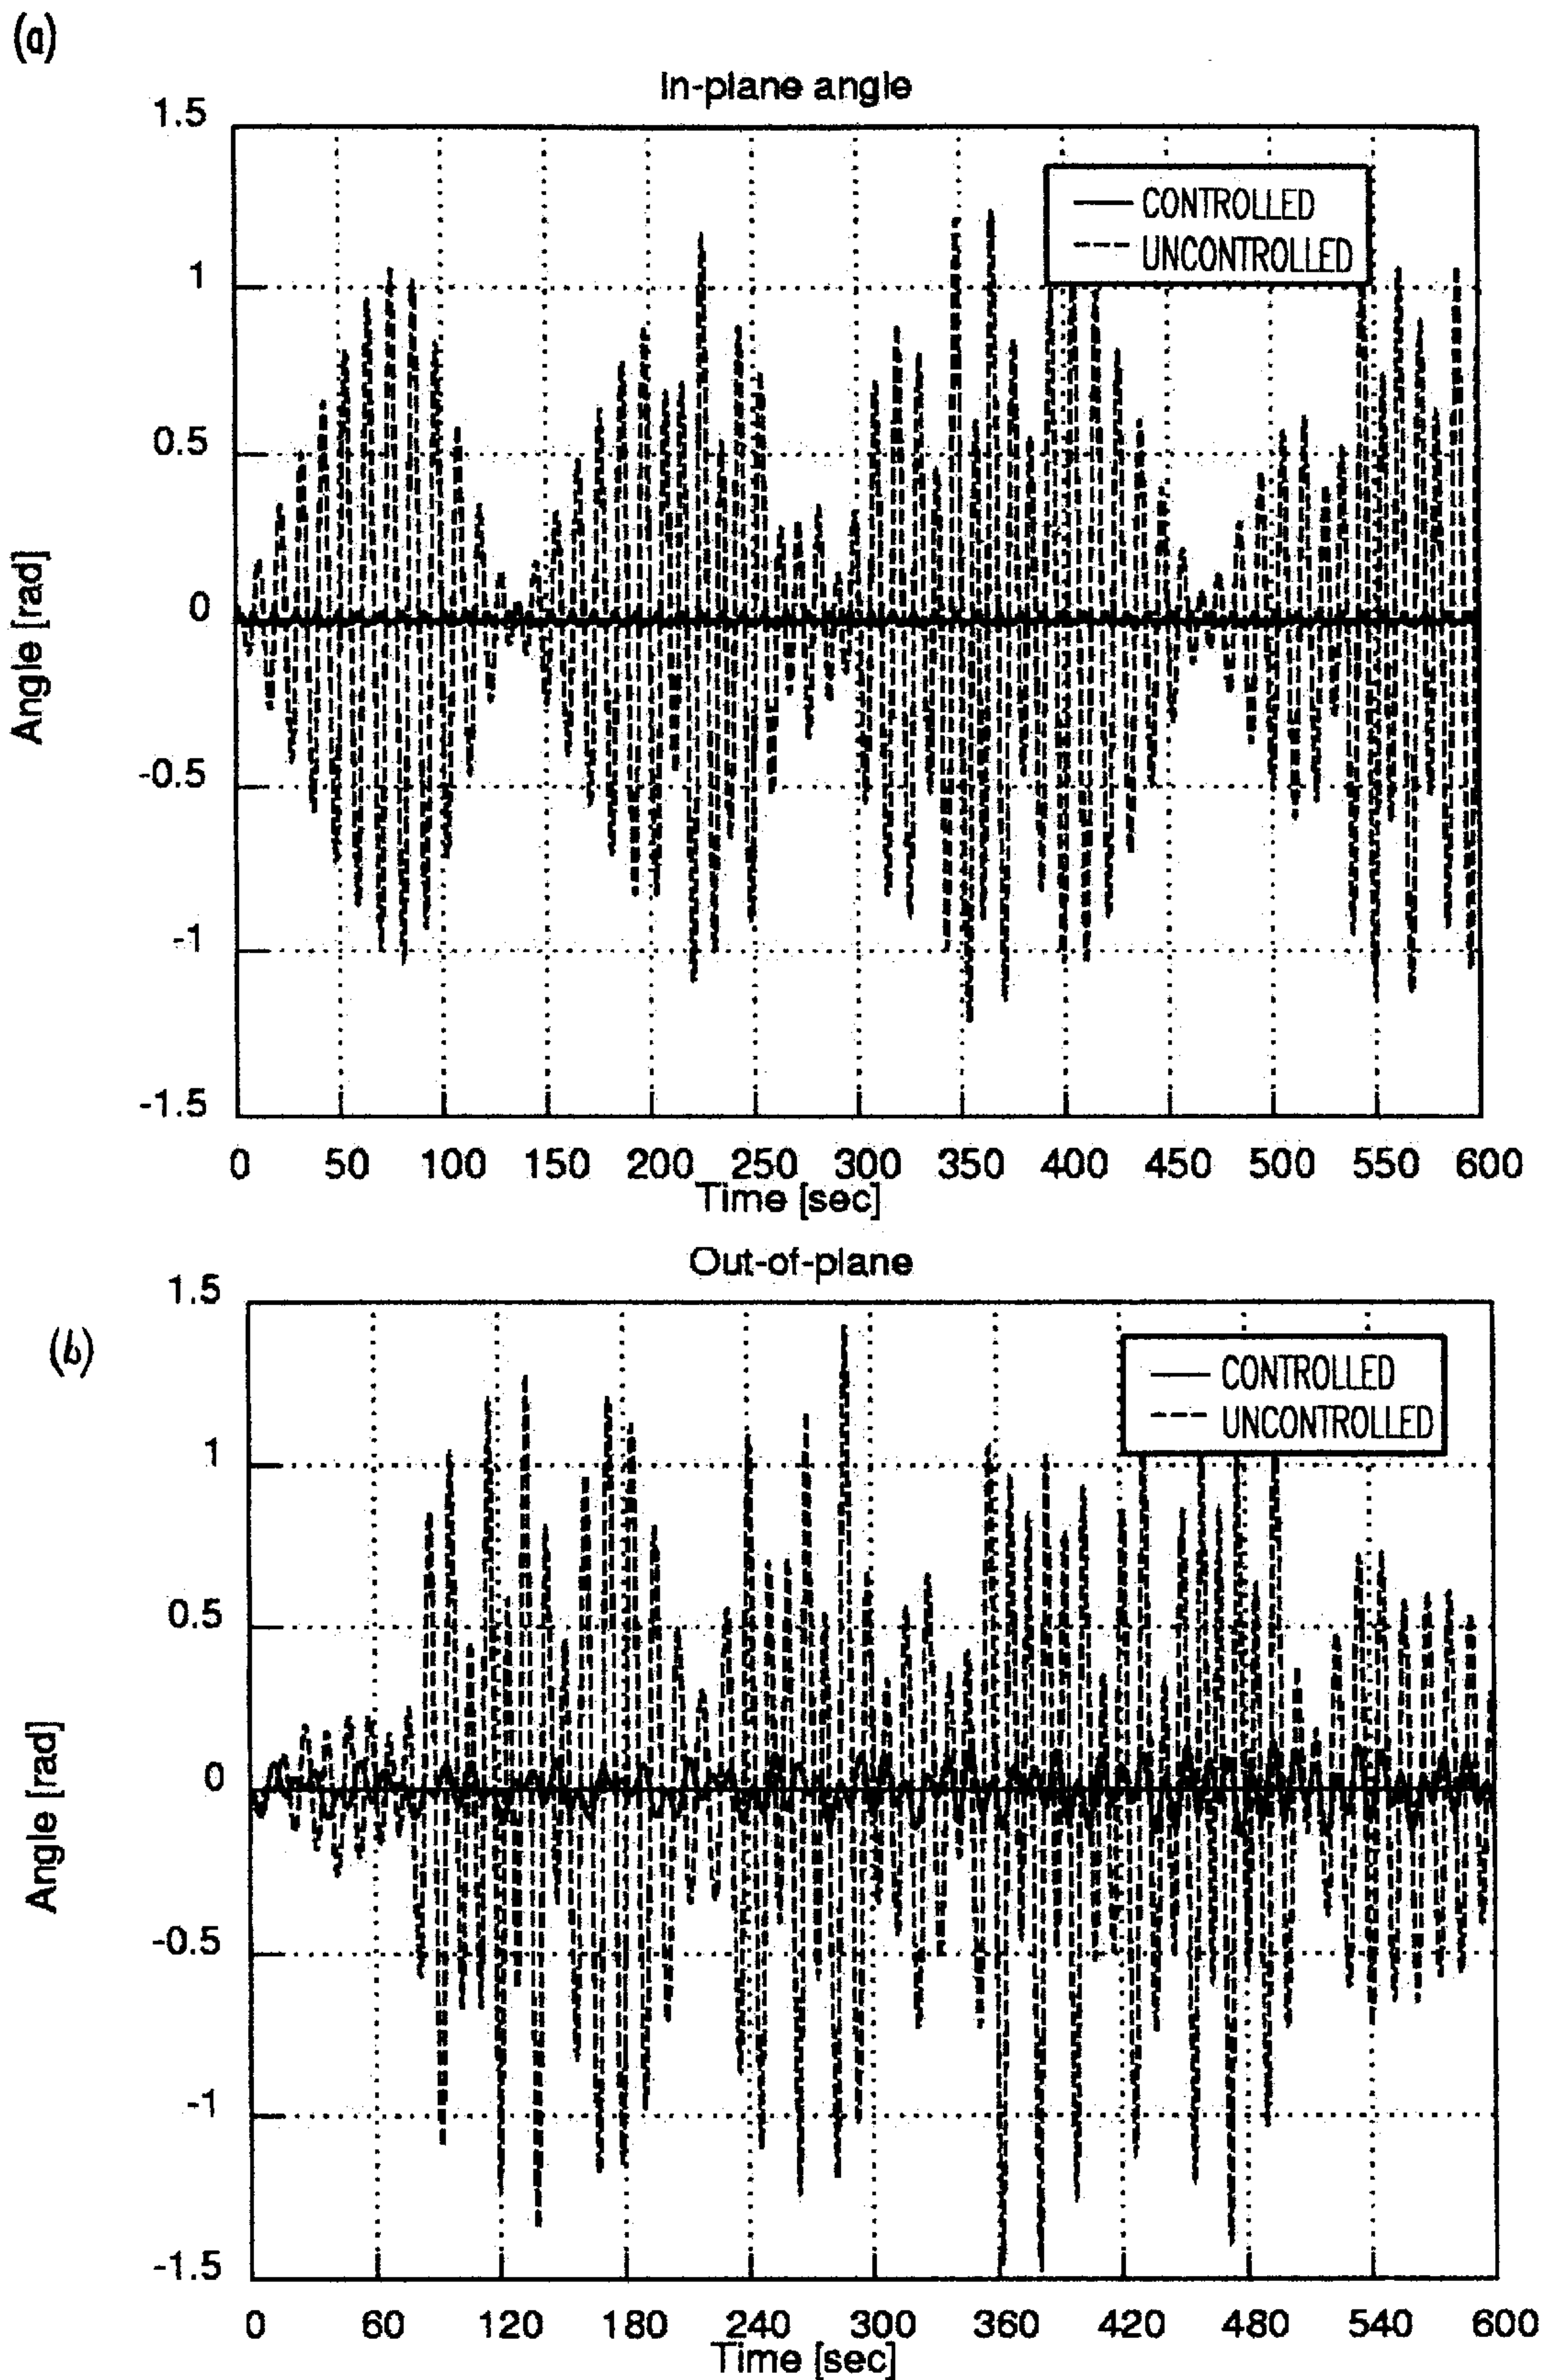 (a)
In-plane angle
1.5
1
0.5
0
-0.5
-1
-1.5
Angle [rad]
CONTROLLED
UNCONTROLLED
0 50 100 150 200 250 300 350 400 450 500 550 600
Time [sec]
Out-of-plane
(b)
1.5
1
0.5
0
-0.5
-1
-1.5
Angle [rad]
CONTROLLED
UNCONTROLLED
0 60 120 180 240 300 360 420 480 540 600
Time [sec]